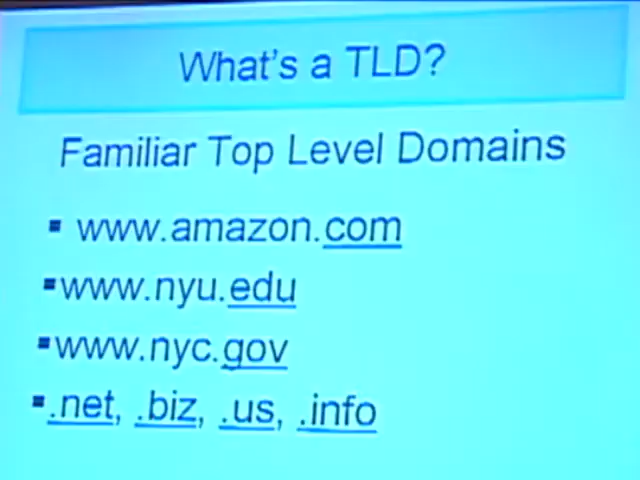 What's a TLD?
Familiar Top Level Domains
▪ www.amazon.com
▪www.nyu.edu
▪www.nyc.gov
▪.net, .biz, .us, .info